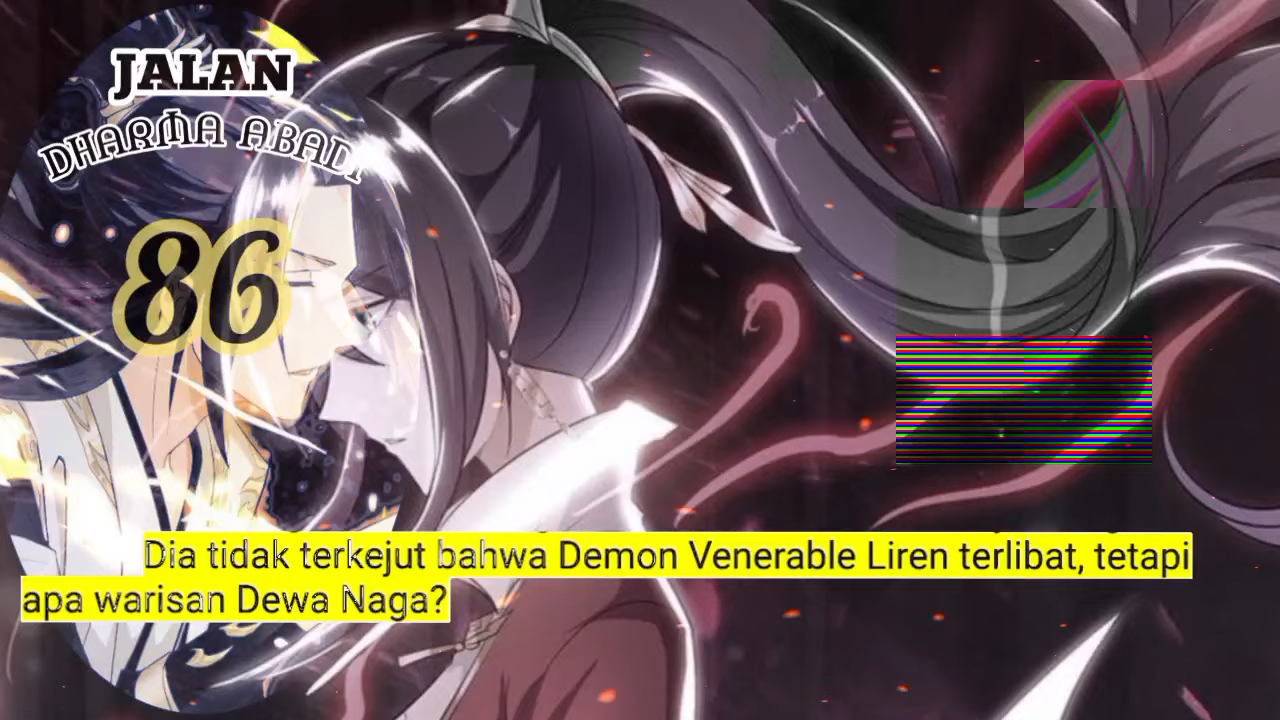 JALAN
DHARMA ABADI
86
Dia tidak terkejut bahwa Demon Venerable Liren terlibat, tetapi
apa warisan Dewa Naga?